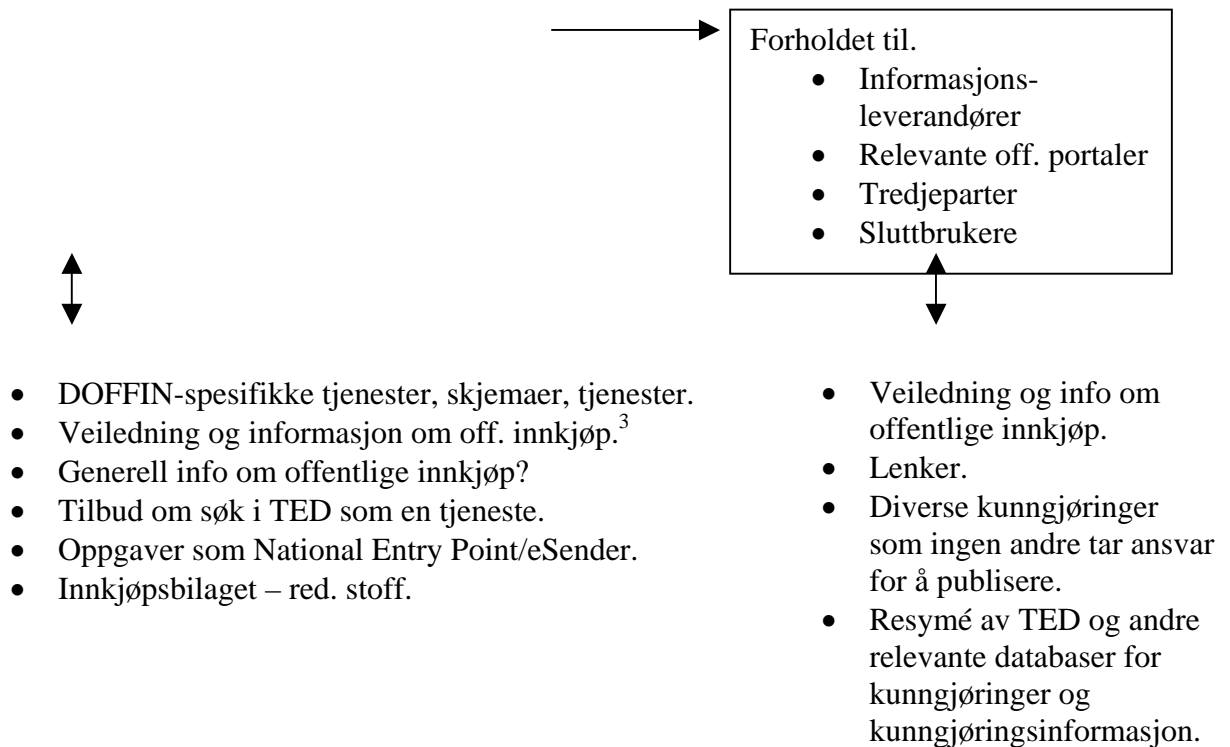 Forholdet til.
• Informasjons-
leverandører
• Relevante off. portaler
• Tredjeparter
• Sluttbrukere
• DOFFIN-spesifikke tjenester, skjemaer, tjenester.
• Veiledning og informasjon om off. innkjøp.3
• Generell info om offentlige innkjøp?
• Tilbud om søk i TED som en tjeneste.
• Oppgaver som National Entry Point/eSender.
• Innkjøpsbilaget – red. stoff.
• Veiledning og info om
offentlige innkjøp.
• Lenker.
• Diverse kunngjøringer
som ingen andre tar ansvar
for å publisere.
• Resymé av TED og andre
relevante databaser for
kunngjøringer og
kunngjøringsinformasjon.